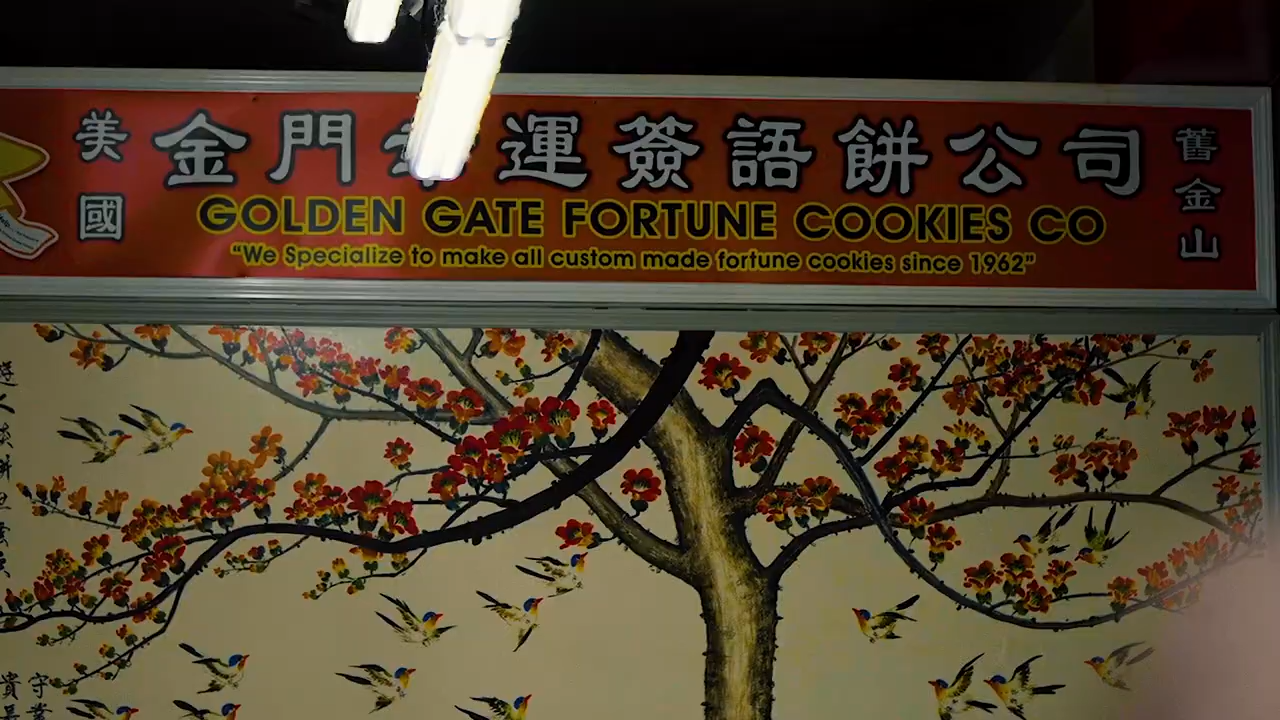 美國
金門幸運簽語餅公司
舊金山
GOLDEN GATE FORTUNE COOKIES CO
“We Specialize to make all custom made fortune cookies since 1962”